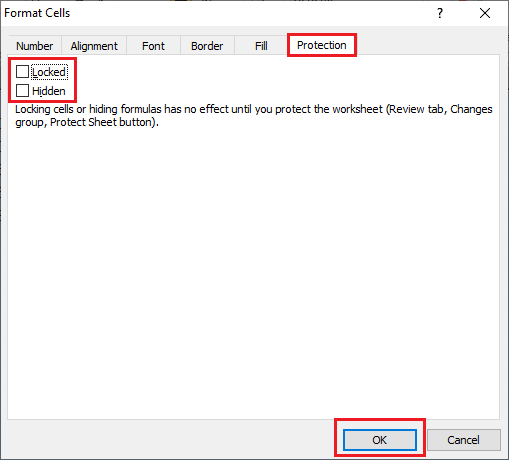 Format Cells
?
Number Alignment Font Border Fill Protection
Locked
Hidden
Locking cells or hiding formulas has no effect until you protect the worksheet (Review tab, Changes
group, Protect Sheet button).
OK Cancel